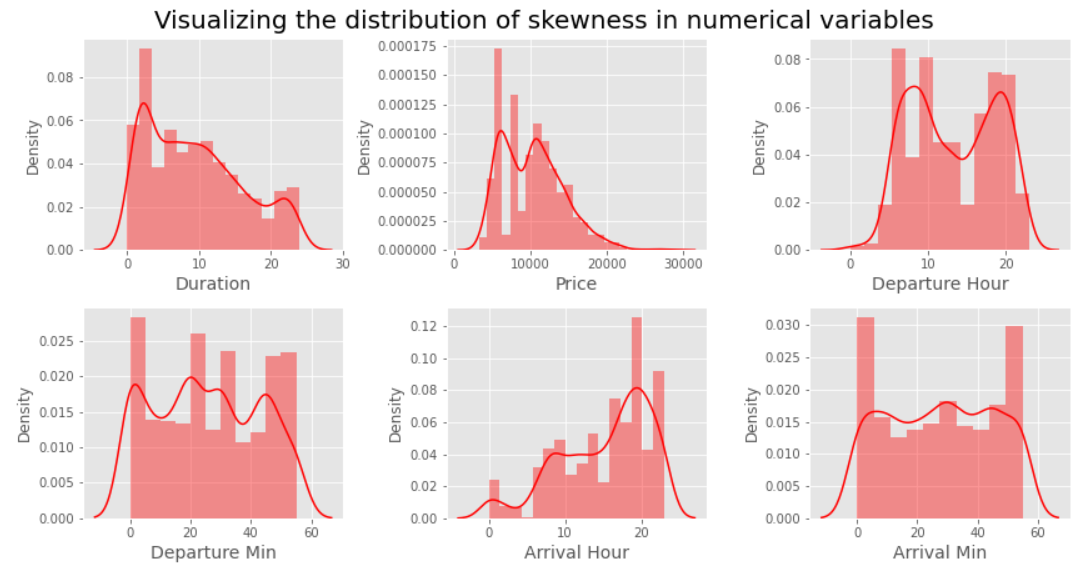 Visualizing the distribution of skewness in numerical variables
0.08
0.06
0.04
0.02
0.00
Density
0 10 20 30
Duration
0.000175
0.000150
0.000125
0.000100
0.000075
0.000050
0.000025
0.000000
Density
0 10000 20000 30000
Price
0.08
0.06
0.04
0.02
0.00
Density
0 10 20
Departure Hour
0.025
0.020
0.015
0.010
0.005
0.000
Density
0 20 40 60
Departure Min
0.12
0.10
0.08
0.06
0.04
0.02
0.00
Density
0 10 20
Arrival Hour
0.030
0.025
0.020
0.015
0.010
0.005
0.000
Density
0 20 40 60
Arrival Min